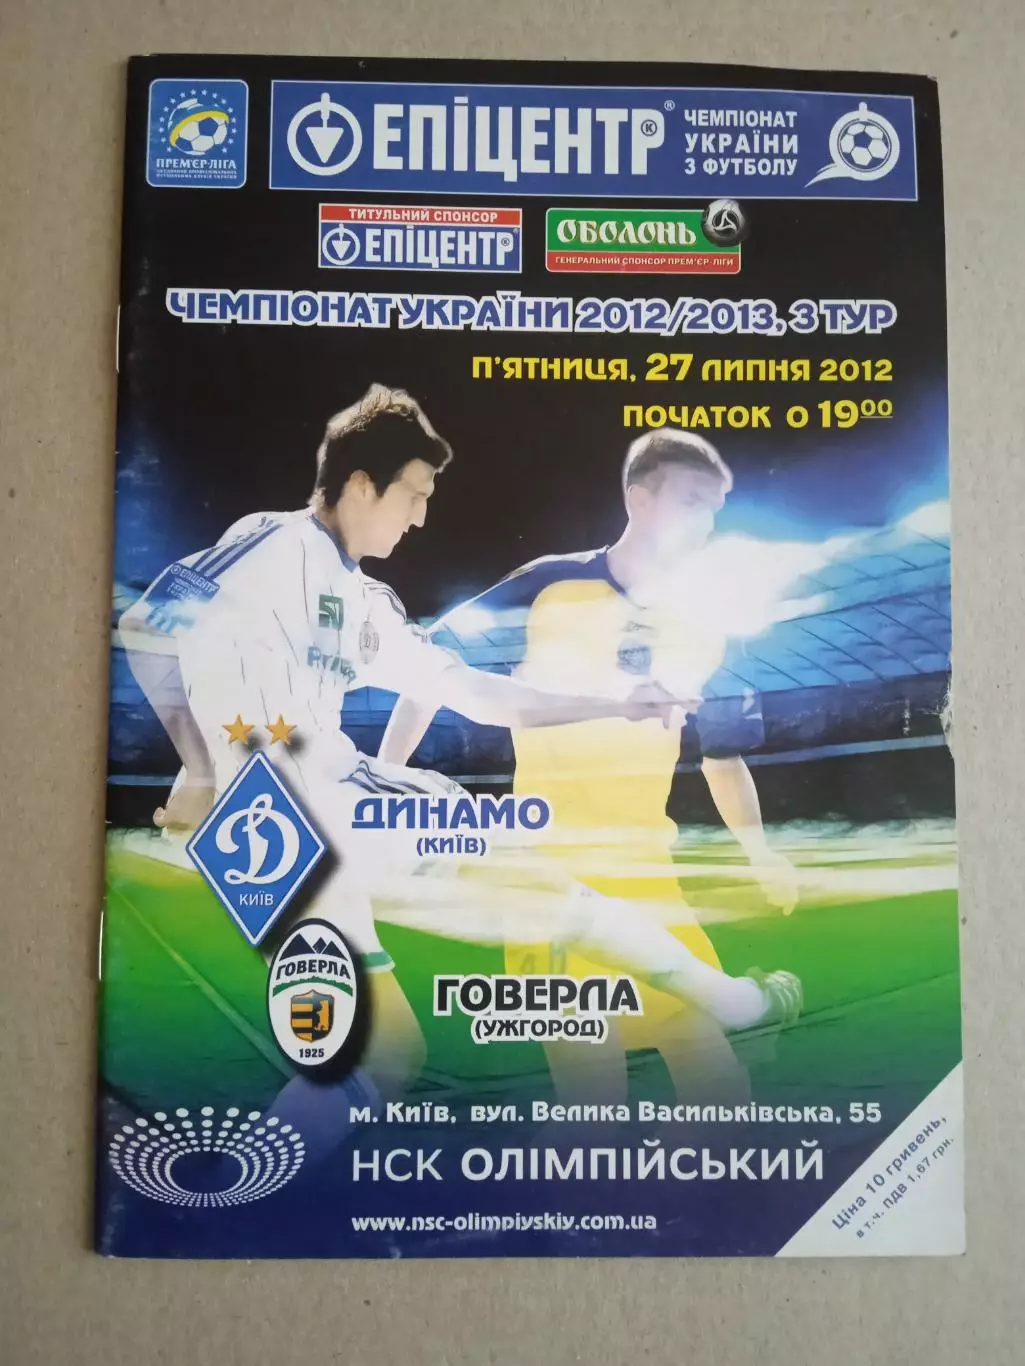 ПРЕМ'ЄР-ЛІГА
ЕПІЦЕНТР К
ЧЕМПІОНАТ
УКРАЇНИ
З ФУТБОЛУ
ТИТУЛЬНИЙ СПОНСОР
ЕПІЦЕНТР
ОБОЛОНЬ
ГЕНЕРАЛЬНИЙ СПОНСОР ПРЕМ'ЄР-ЛІГИ
ЧЕМПІОНАТ УКРАЇНИ 2012/2013, 3 ТУР
П'ЯТНИЦЯ, 27 ЛИПНЯ 2012
ПОЧАТОК О 19⁰⁰
ЕПІЦЕНТР
Д
КИЇВ
ДИНАМО
(КИЇВ)
ГОВЕРЛА
1925
ГОВЕРЛА
(УЖГОРОД)
м. Київ, вул. Велика Васильківська, 55
НСК ОЛІМПІЙСЬКИЙ
www.nsc-olimpiyskiy.com.ua
Ціна 10 гривень,
в т.ч. ПДВ 1,67 грн.